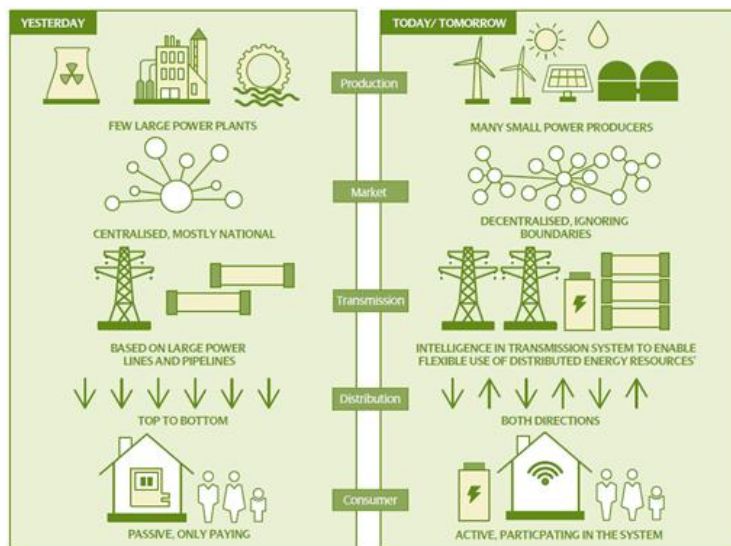 YESTERDAY
TODAY/ TOMORROW
Production
FEW LARGE POWER PLANTS
MANY SMALL POWER PRODUCERS
Market
CENTRALISED, MOSTLY NATIONAL
DECENTRALISED, IGNORING
BOUNDARIES
Transmission
BASED ON LARGE POWER
LINES AND PIPELINES
INTELLIGENCE IN TRANSMISSION SYSTEM TO ENABLE
FLEXIBLE USE OF DISTRIBUTED ENERGY RESOURCES'
Distribution
TOP TO BOTTOM
BOTH DIRECTIONS
Consumer
PASSIVE, ONLY PAYING
ACTIVE, PARTICPATING IN THE SYSTEM